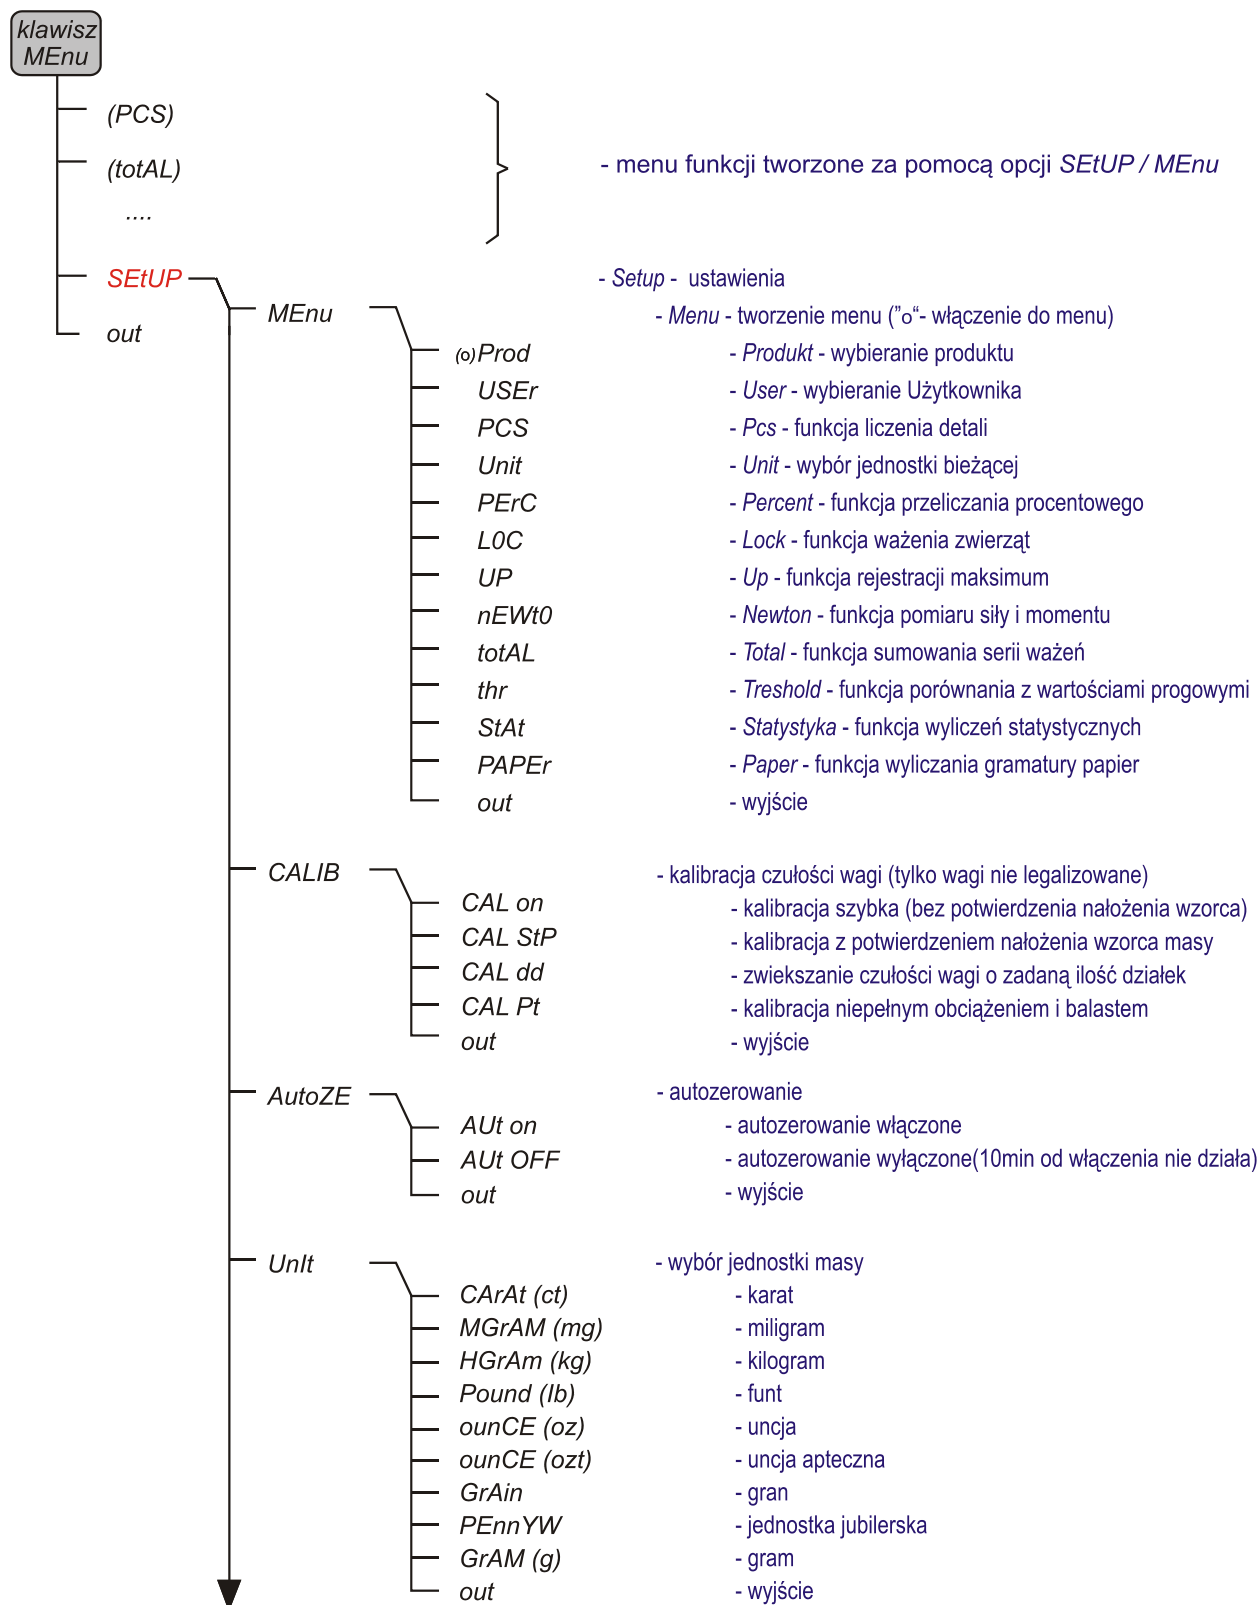 klawisz
MEnu
(PCS)
(totAL)
....
- menu funkcji tworzone za pomocą opcji SEtUP / MEnu
SEtUP - Setup - ustawienia
out
MEnu - Menu - tworzenie menu (”o“- włączenie do menu)
(o)Prod - Produkt - wybieranie produktu
USEr - User - wybieranie Użytkownika
PCS - Pcs - funkcja liczenia detali
Unit - Unit - wybór jednostki bieżącej
PErC - Percent - funkcja przeliczania procentowego
L0C - Lock - funkcja ważenia zwierząt
UP - Up - funkcja rejestracji maksimum
nEWt0 - Newton - funkcja pomiaru siły i momentu
totAL - Total - funkcja sumowania serii ważeń
thr - Treshold - funkcja porównania z wartościami progowymi
StAt - Statystyka - funkcja wyliczeń statystycznych
PAPEr - Paper - funkcja wyliczania gramatury papier
out - wyjście
CALIB - kalibracja czułości wagi (tylko wagi nie legalizowane)
CAL on - kalibracja szybka (bez potwierdzenia nałożenia wzorca)
CAL StP - kalibracja z potwierdzeniem nałożenia wzorca masy
CAL dd - zwiekszanie czułości wagi o zadaną ilość działek
CAL Pt - kalibracja niepełnym obciążeniem i balastem
out - wyjście
AutoZE - autozerowanie
AUt on - autozerowanie włączone
AUt OFF - autozerowanie wyłączone(10min od włączenia nie działa)
out - wyjście
UnIt - wybór jednostki masy
CArAt (ct) - karat
MGrAM (mg) - miligram
HGrAm (kg) - kilogram
Pound (lb) - funt
ounCE (oz) - uncja
ounCE (ozt) - uncja apteczna
GrAin - gran
PEnnYW - jednostka jubilerska
GrAM (g) - gram
out - wyjście